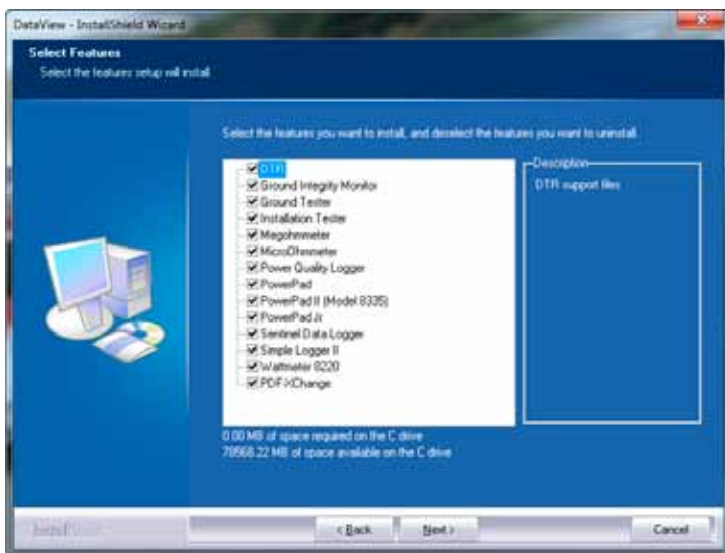 DataView - InstallShield Wizard
Select Features
Select the features setup will install.
Select the features you want to install, and deselect the features you want to uninstall.
DTR
Ground Integrity Monitor
Ground Tester
Installation Tester
Megohmmeter
MicroOhmmeter
Power Quality Logger
PowerPad
PowerPad II (Model 8335)
PowerPad Jr
Sentinel Data Logger
Simple Logger II
Wattmeter 8220
PDF-XChange
Description
DTR support files
0.00 MB of space required on the C drive
78568.22 MB of space available on the C drive
InstallShield
< Back
Next >
Cancel